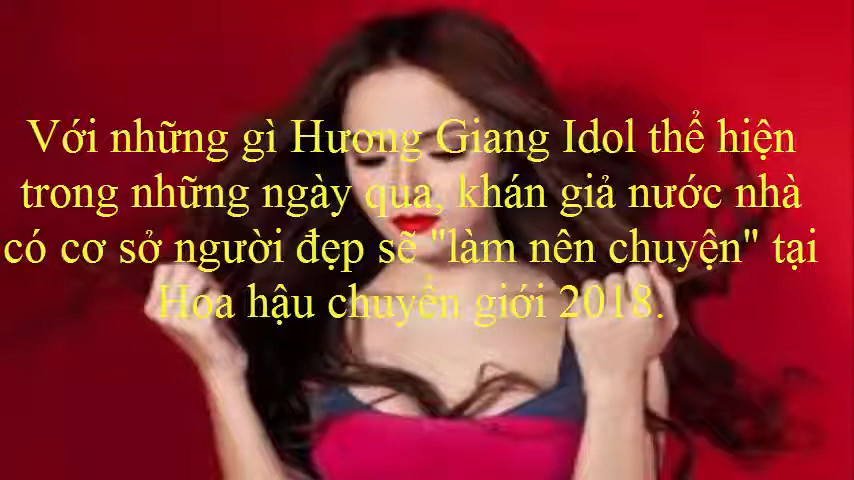 Với những gì Hương Giang Idol thể hiện
trong những ngày qua, khán giả nước nhà
có cơ sở người đẹp sẽ "làm nên chuyện" tại
Hoa hậu chuyển giới 2018.